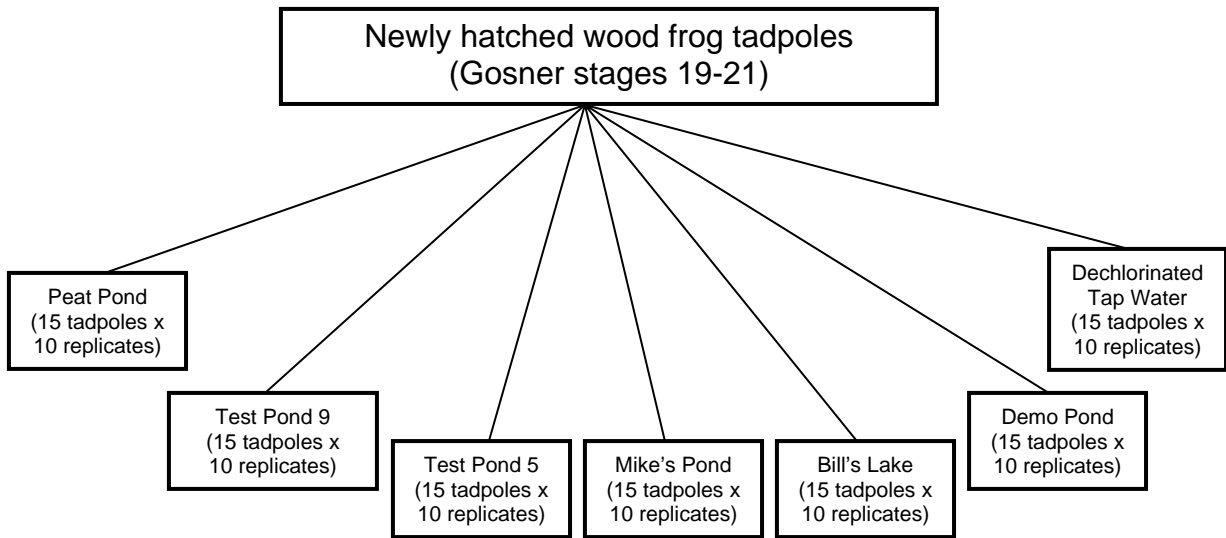 Newly hatched wood frog tadpoles
(Gosner stages 19-21)
Peat Pond
(15 tadpoles x
10 replicates)
Test Pond 9
(15 tadpoles x
10 replicates)
Test Pond 5
(15 tadpoles x
10 replicates)
Mike’s Pond
(15 tadpoles x
10 replicates)
Bill’s Lake
(15 tadpoles x
10 replicates)
Demo Pond
(15 tadpoles x
10 replicates)
Dechlorinated
Tap Water
(15 tadpoles x
10 replicates)